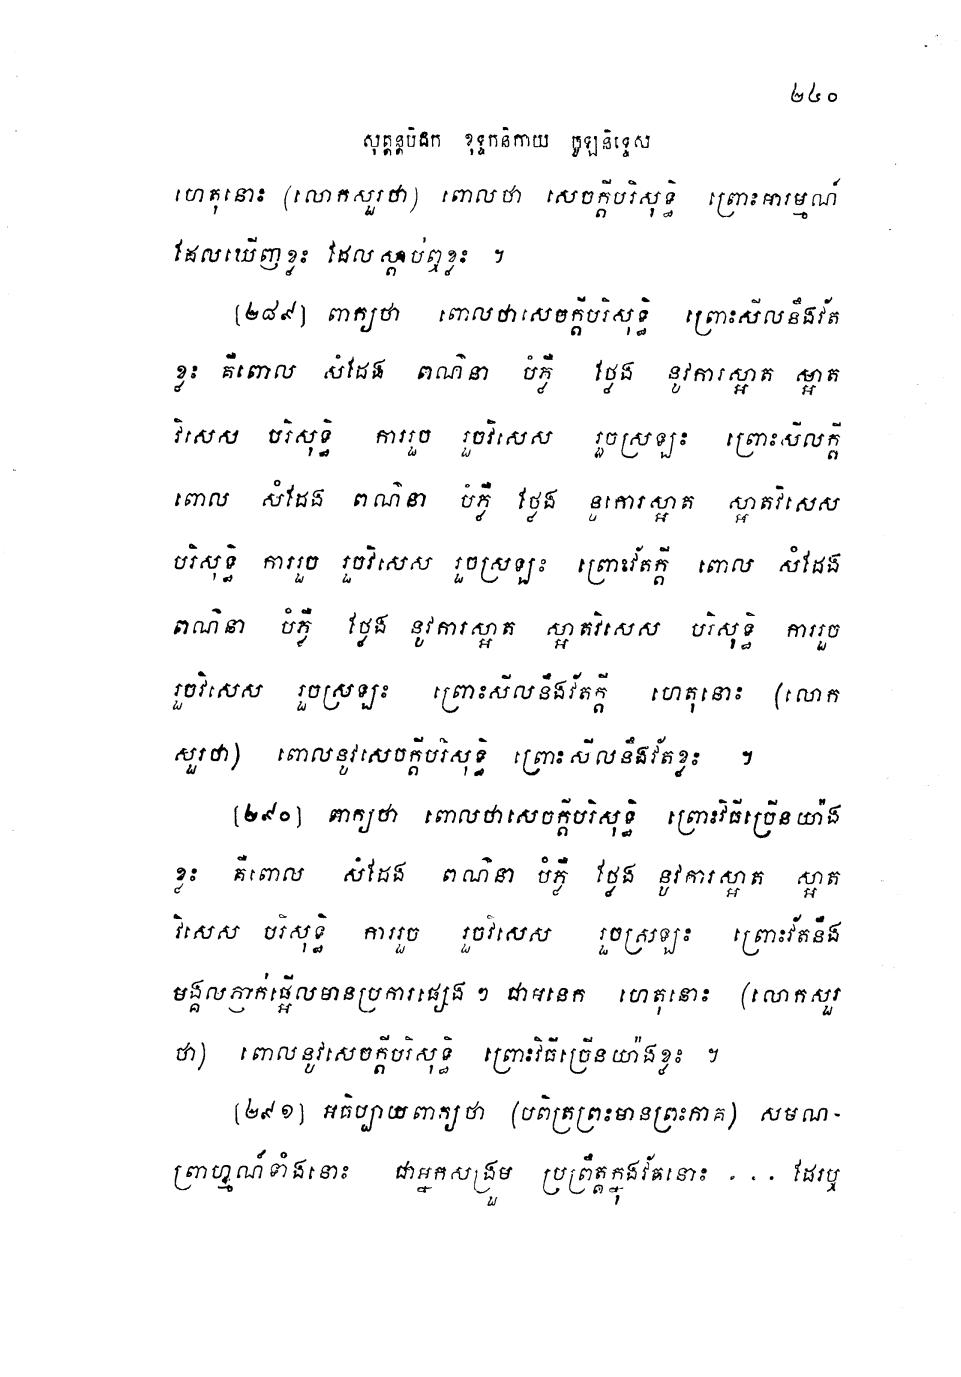 ២៤០
សុត្តន្តបិដក ខុទ្ទកនិកាយ ចូឡនិទ្ទេស
ហេតុនោះ (លោកសួរថា) ពោលថា សេចក្តីបរិសុទ្ធិ ព្រោះអារម្មណ៍
ដែលឃើញខ្លះ ដែលស្តាប់ឮខ្លះ ។
(២៨៩) ពាក្យថា ពោលថាសេចក្តីបរិសុទ្ធិ ព្រោះសីលនឹងវ័ត
ខ្លះ គឺពោល សំដែង ពណ៌នា បំភ្លឺ ថ្លែង នូវការស្អាត ស្អាត
វិសេស បរិសុទ្ធិ ការរួច រួចវិសេស រួចស្រឡះ ព្រោះសីលក្តី
ពោល សំដែង ពណ៌នា បំភ្លឺ ថ្លែង នូវការស្អាត ស្អាតវិសេស
បរិសុទ្ធិ ការរួច រួចវិសេស រួចស្រឡះ ព្រោះវ័តក្តី ពោល សំដែង
ពណ៌នា បំភ្លឺ ថ្លែង នូវការស្អាត ស្អាតវិសេស បរិសុទ្ធិ ការរួច
រួចវិសេស រួចស្រឡះ ព្រោះសីលនឹងវ័តក្តី ហេតុនោះ (លោក
សួរថា) ពោលនូវសេចក្តីបរិសុទ្ធិ ព្រោះសីលនឹងវ័តខ្លះ ។
(២៩០) ពាក្យថា ពោលថាសេចក្តីបរិសុទ្ធិ ព្រោះវិធីច្រើនយ៉ាង
ខ្លះ គឺពោល សំដែង ពណ៌នា បំភ្លឺ ថ្លែង នូវការស្អាត ស្អាត
វិសេស បរិសុទ្ធិ ការរួច រួចវិសេស រួចស្រឡះ ព្រោះវ័តនឹង
មង្គលភ្ញាក់ផ្អើលមានប្រការផ្សេង ៗ ជាអនេក ហេតុនោះ (លោកសួរ
ថា) ពោលនូវសេចក្តីបរិសុទ្ធិ ព្រោះវិធីច្រើនយ៉ាងខ្លះ ។
(២៩១) អធិប្បាយពាក្យថា (បពិត្រព្រះមានព្រះភាគ) សមណ-
ព្រាហ្មណ៍ទាំងនោះ ជាអ្នកសង្រួម ប្រព្រឹត្តក្នុងវ័តនោះ . . . ដែរឬ